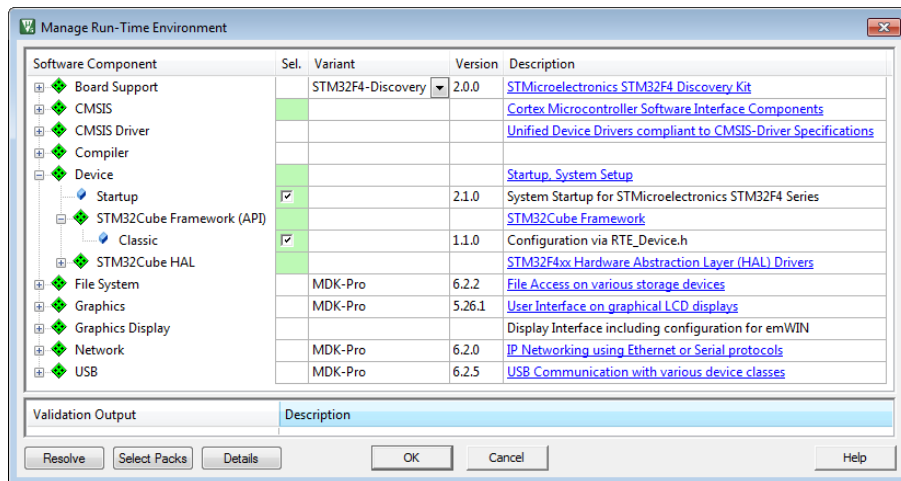 Manage Run-Time Environment
Software Component Sel. Variant Version Description
Board Support STM32F4-Discovery 2.0.0 STMicroelectronics STM32F4 Discovery Kit
CMSIS Cortex Microcontroller Software Interface Components
CMSIS Driver Unified Device Drivers compliant to CMSIS-Driver Specifications
Compiler
Device Startup, System Setup
Startup 2.1.0 System Startup for STMicroelectronics STM32F4 Series
STM32Cube Framework (API) STM32Cube Framework
Classic 1.1.0 Configuration via RTE_Device.h
STM32Cube HAL STM32F4xx Hardware Abstraction Layer (HAL) Drivers
File System MDK-Pro 6.2.2 File Access on various storage devices
Graphics MDK-Pro 5.26.1 User Interface on graphical LCD displays
Graphics Display Display Interface including configuration for emWIN
Network MDK-Pro 6.2.0 IP Networking using Ethernet or Serial protocols
USB MDK-Pro 6.2.5 USB Communication with various device classes
Validation Output Description
Resolve Select Packs Details OK Cancel Help